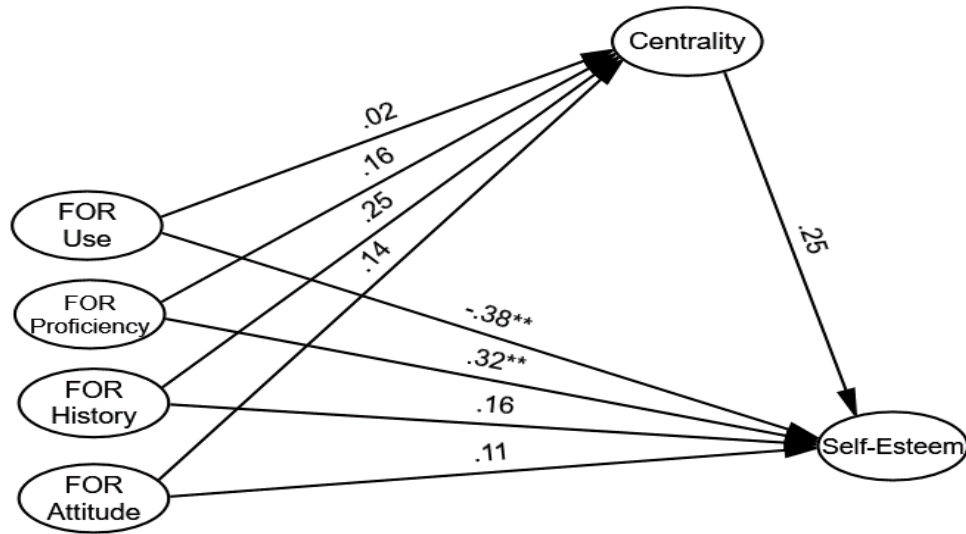 Centrality
.02
.16
.25
.14
.25
FOR
Use
FOR
Proficiency
FOR
History
FOR
Attitude
-.38**
.32**
.16
.11
Self-Esteem